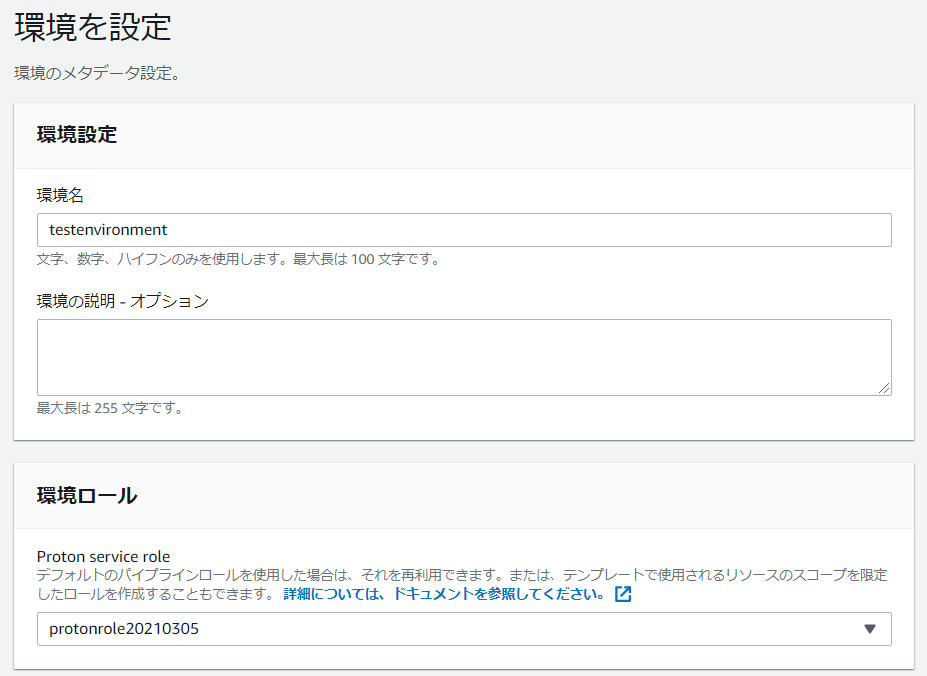 環境を設定
環境のメタデータ設定。
環境設定
環境名
testenvironment
文字、数字、ハイフンのみを使用します。最大長は 100 文字です。
環境の説明 - オプション
最大長は 255 文字です。
環境ロール
Proton service role
デフォルトのパイプラインロールを使用した場合は、それを再利用できます。または、テンプレートで使用されるリソースのスコープを限定
したロールを作成することもできます。 詳細については、ドキュメントを参照してください。
protonrole20210305